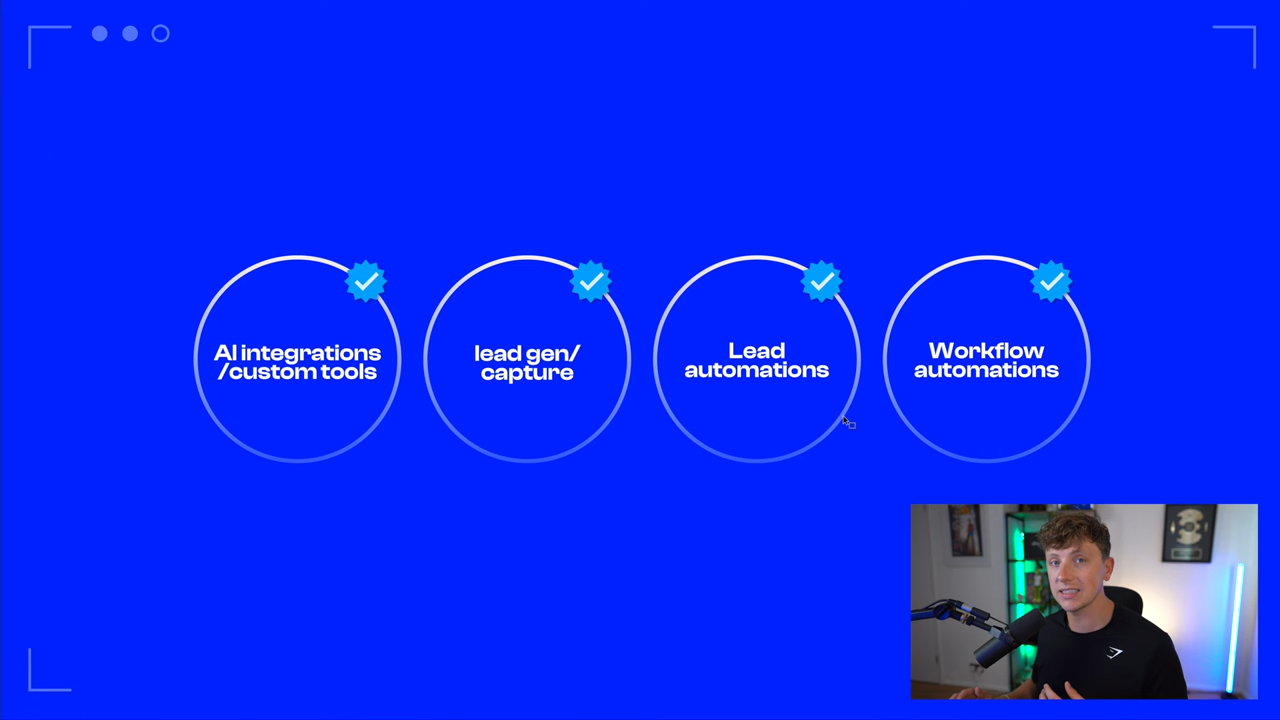 AI integrations
/custom tools
lead gen/
capture
Lead
automations
Workflow
automations